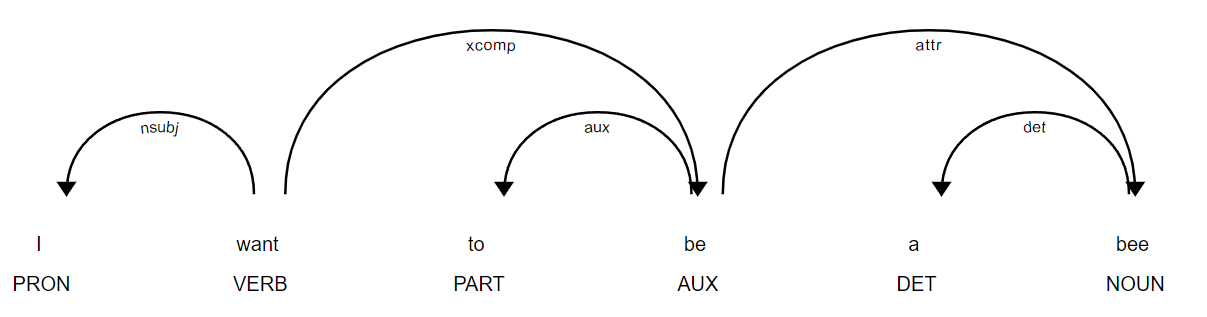 xcomp attr
nsubj aux det
I want to be a bee
PRON VERB PART AUX DET NOUN